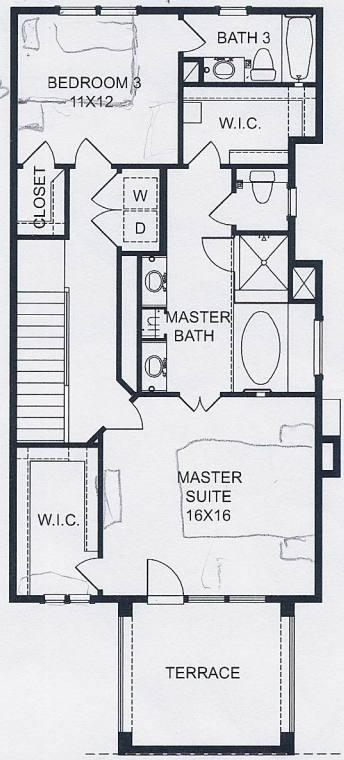 BATH 3
BEDROOM 3
11X12
W.I.C.
CLOSET
W
D
MASTER
BATH
MASTER
SUITE
16X16
W.I.C.
TERRACE